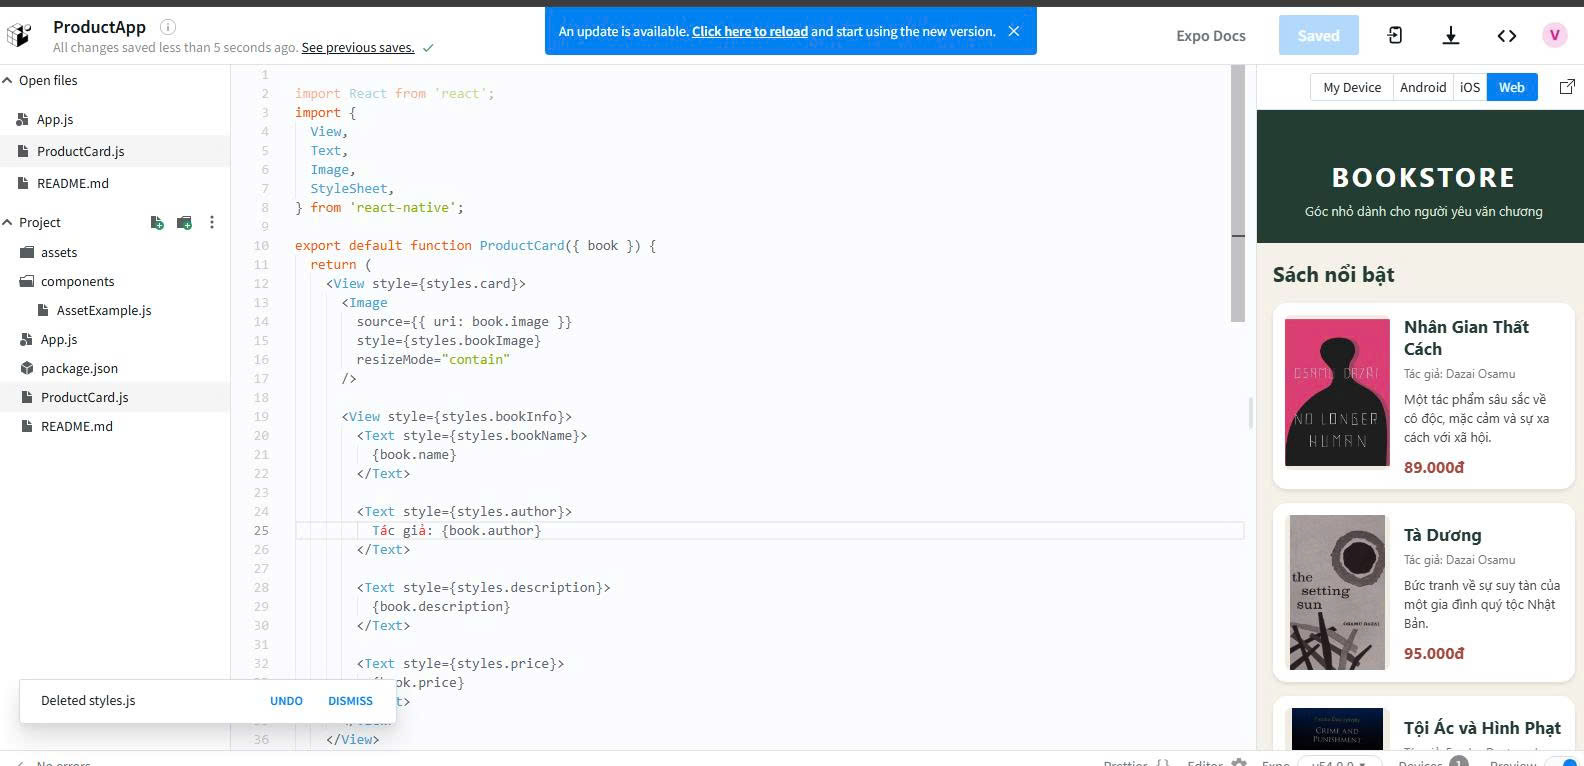 ProductApp
All changes saved less than 5 seconds ago. See previous saves.
An update is available. Click here to reload and start using the new version.
Expo Docs
Saved
V
Open files
App.js
ProductCard.js
README.md
Project
assets
components
AssetExample.js
App.js
package.json
ProductCard.js
README.md
Deleted styles.js
UNDO
DISMISS
1
2 import React from 'react';
3 import {
4 View,
5 Text,
6 Image,
7 StyleSheet,
8 } from 'react-native';
9
10 export default function ProductCard({ book }) {
11 return (
12 <View style={styles.card}>
13 <Image
14 source={{ uri: book.image }}
15 style={styles.bookImage}
16 resizeMode="contain"
17 />
18
19 <View style={styles.bookInfo}>
20 <Text style={styles.bookName}>
21 {book.name}
22 </Text>
23
24 <Text style={styles.author}>
25 Tác giả: {book.author}
26 </Text>
27
28 <Text style={styles.description}>
29 {book.description}
30 </Text>
31
32 <Text style={styles.price}>
book.price}
36 </View>
My Device
Android
iOS
Web
BOOKSTORE
Góc nhỏ dành cho người yêu văn chương
Sách nổi bật
OSAMU DAZAI
NO LONGER
HUMAN
Nhân Gian Thất
Cách
Tác giả: Dazai Osamu
Một tác phẩm sâu sắc về
cô độc, mặc cảm và sự xa
cách với xã hội.
89.000đ
the
setting
sun
OSAMU DAZAI
Tà Dương
Tác giả: Dazai Osamu
Bức tranh về sự suy tàn của
một gia đình quý tộc Nhật
Bản.
95.000đ
CRIME AND
PUNISHMENT
Tội Ác và Hình Phạt
No errors
Prettier {}
Editor
Expo
v54.0.0
Devices 1
Preview